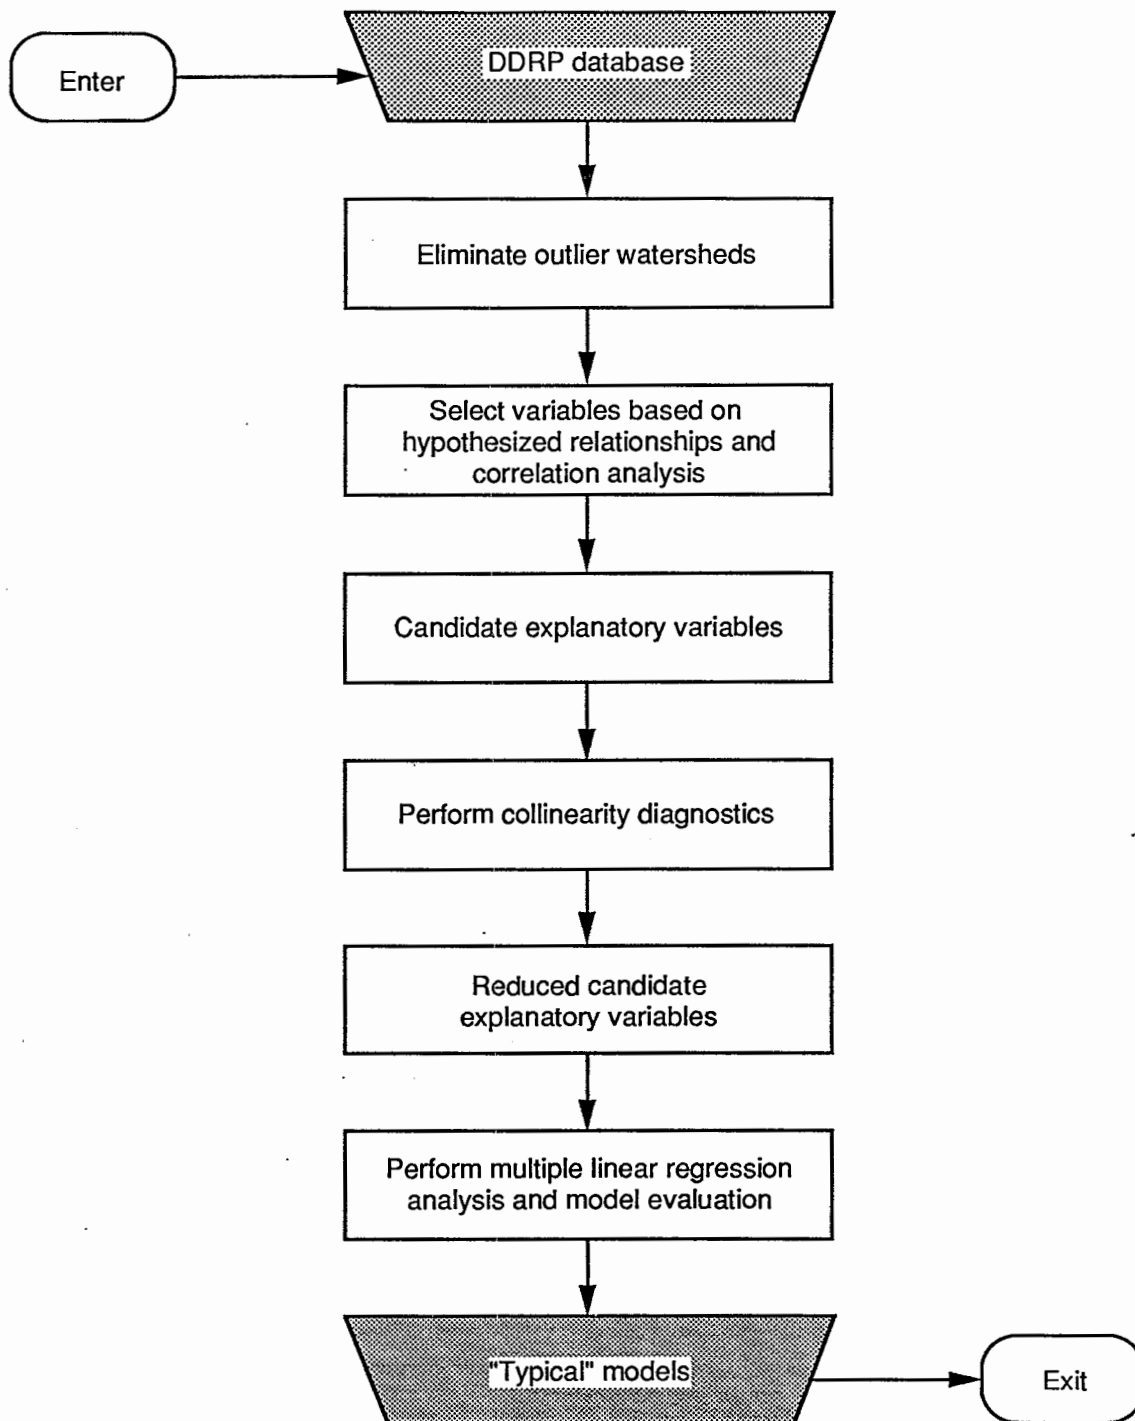 Enter
DDRP database
Eliminate outlier watersheds
Select variables based on
hypothesized relationships and
correlation analysis
Candidate explanatory variables
Perform collinearity diagnostics
Reduced candidate
explanatory variables
Perform multiple linear regression
analysis and model evaluation
"Typical" models
Exit